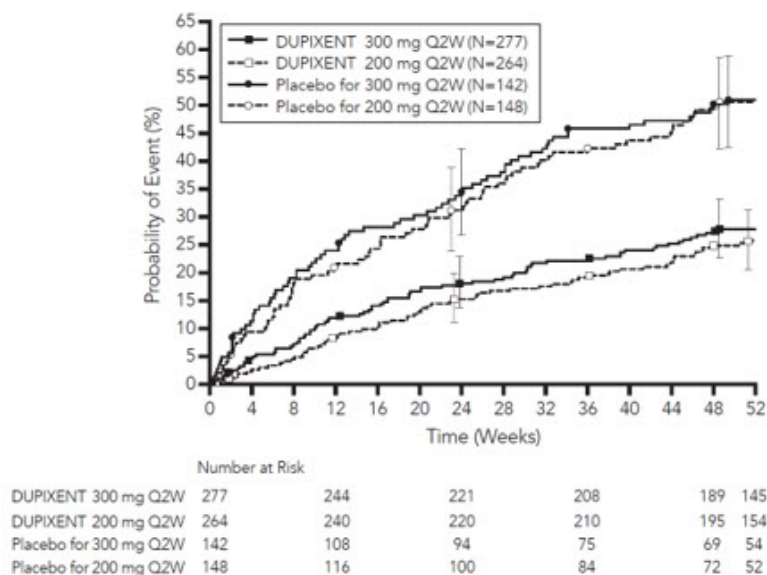 65
60
55
50
45
40
35
30
25
20
15
10
5
0
Probability of Event (%)
DUPIXENT 300 mg Q2W (N=277)
DUPIXENT 200 mg Q2W (N=264)
Placebo for 300 mg Q2W (N=142)
Placebo for 200 mg Q2W (N=148)
0 4 8 12 16 20 24 28 32 36 40 44 48 52
Time (Weeks)
Number at Risk
DUPIXENT 300 mg Q2W 277 244 221 208 189 145
DUPIXENT 200 mg Q2W 264 240 220 210 195 154
Placebo for 300 mg Q2W 142 108 94 75 69 54
Placebo for 200 mg Q2W 148 116 100 84 72 52